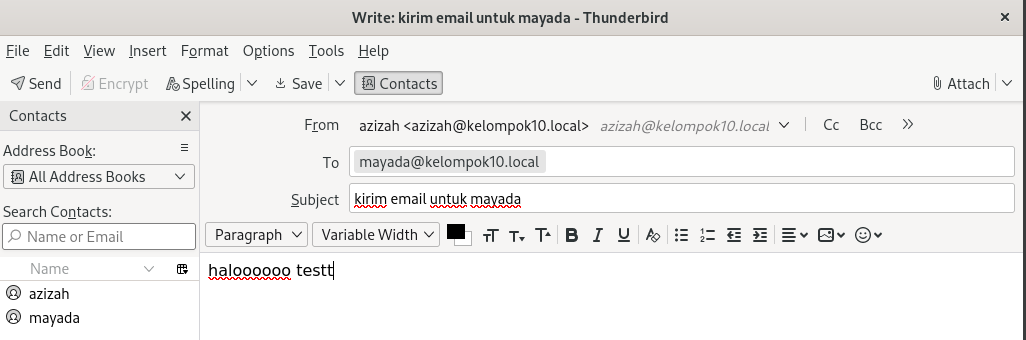 Write: kirim email untuk mayada - Thunderbird
File Edit View Insert Format Options Tools Help
Send Encrypt Spelling Save Contacts Attach
Contacts
From azizah <azizah@kelompok10.local> azizah@kelompok10.local Cc Bcc
Address Book:
To mayada@kelompok10.local
All Address Books
Subject kirim email untuk mayada
Search Contacts:
Name or Email
Paragraph Variable Width
Name
haloooooo testt
azizah
mayada